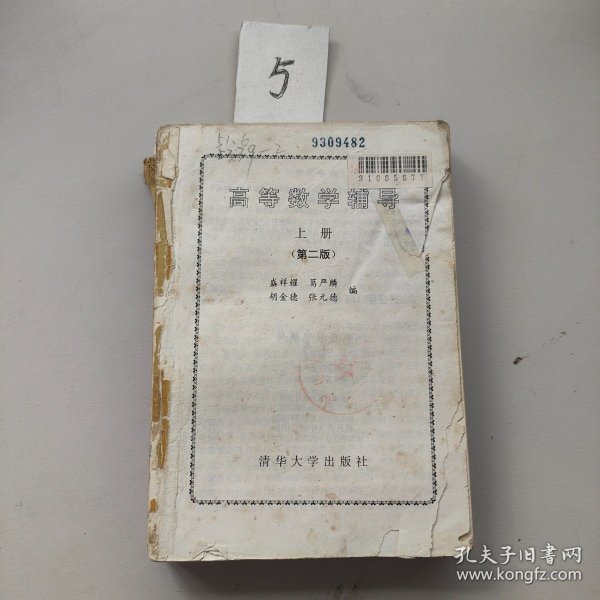 5
9309482
91085877
高等数学辅导
上册
(第二版)
盛祥耀 葛严麟
胡金德 张元德 编
清华大学出版社
孔夫子旧书网
www.kongfz.com